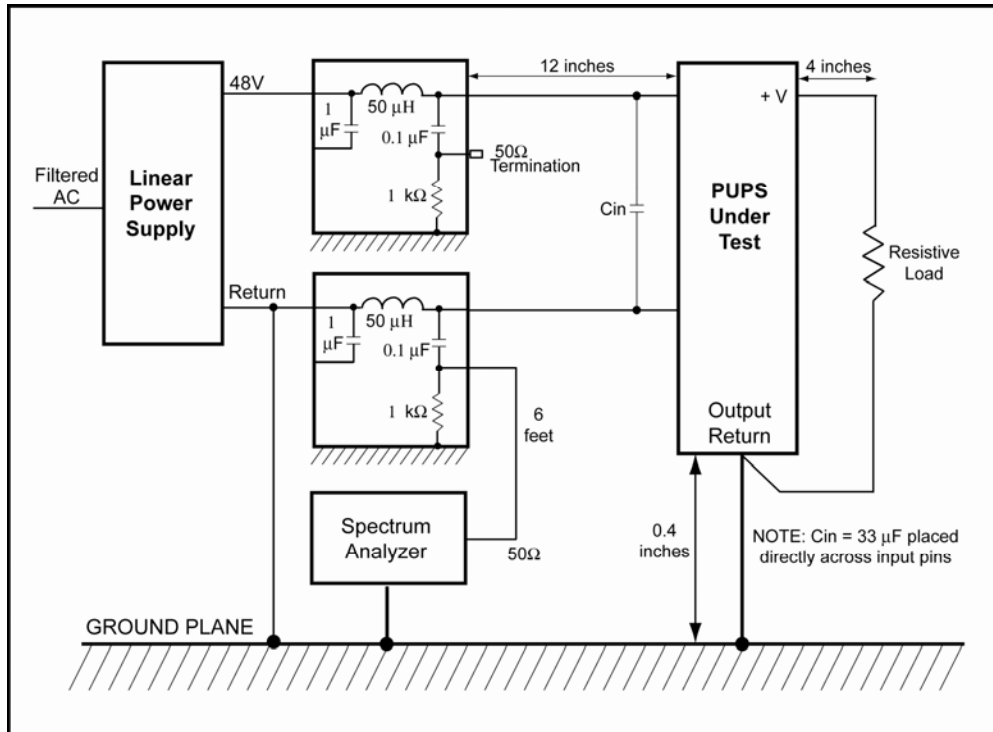 12 inches
4 inches
48V
1
μF
50 μH
0.1 μF
50Ω
Termination
1 kΩ
+ V
Filtered
AC
Linear
Power
Supply
PUPS
Under
Test
Cin
Resistive
Load
Return
1
μF
50 μH
0.1 μF
1 kΩ
6
feet
Output
Return
Spectrum
Analyzer
50Ω
0.4
inches
NOTE: Cin = 33 μF placed
directly across input pins
GROUND PLANE